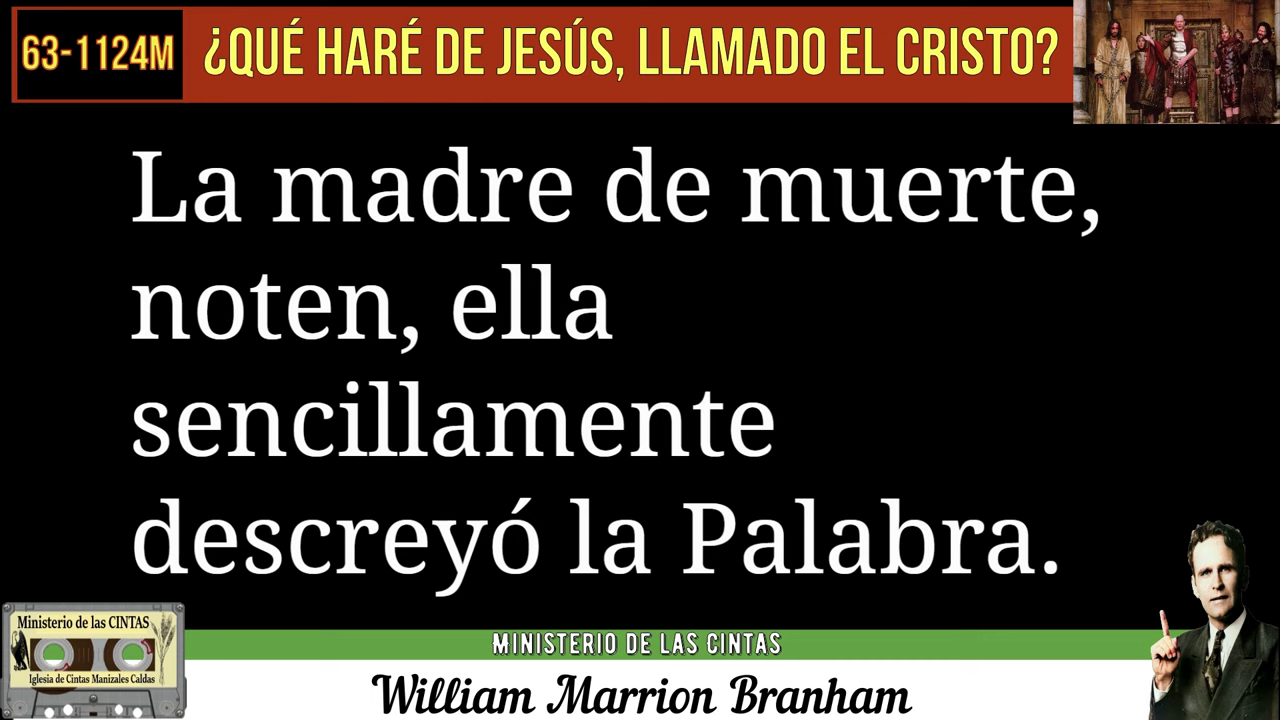 63-1124M
¿QUÉ HARÉ DE JESÚS, LLAMADO EL CRISTO?
La madre de muerte,
noten, ella
sencillamente
descreyó la Palabra.
Ministerio de las CINTAS
Iglesia de Cintas Manizales Caldas
MINISTERIO DE LAS CINTAS
William Marrion Branham